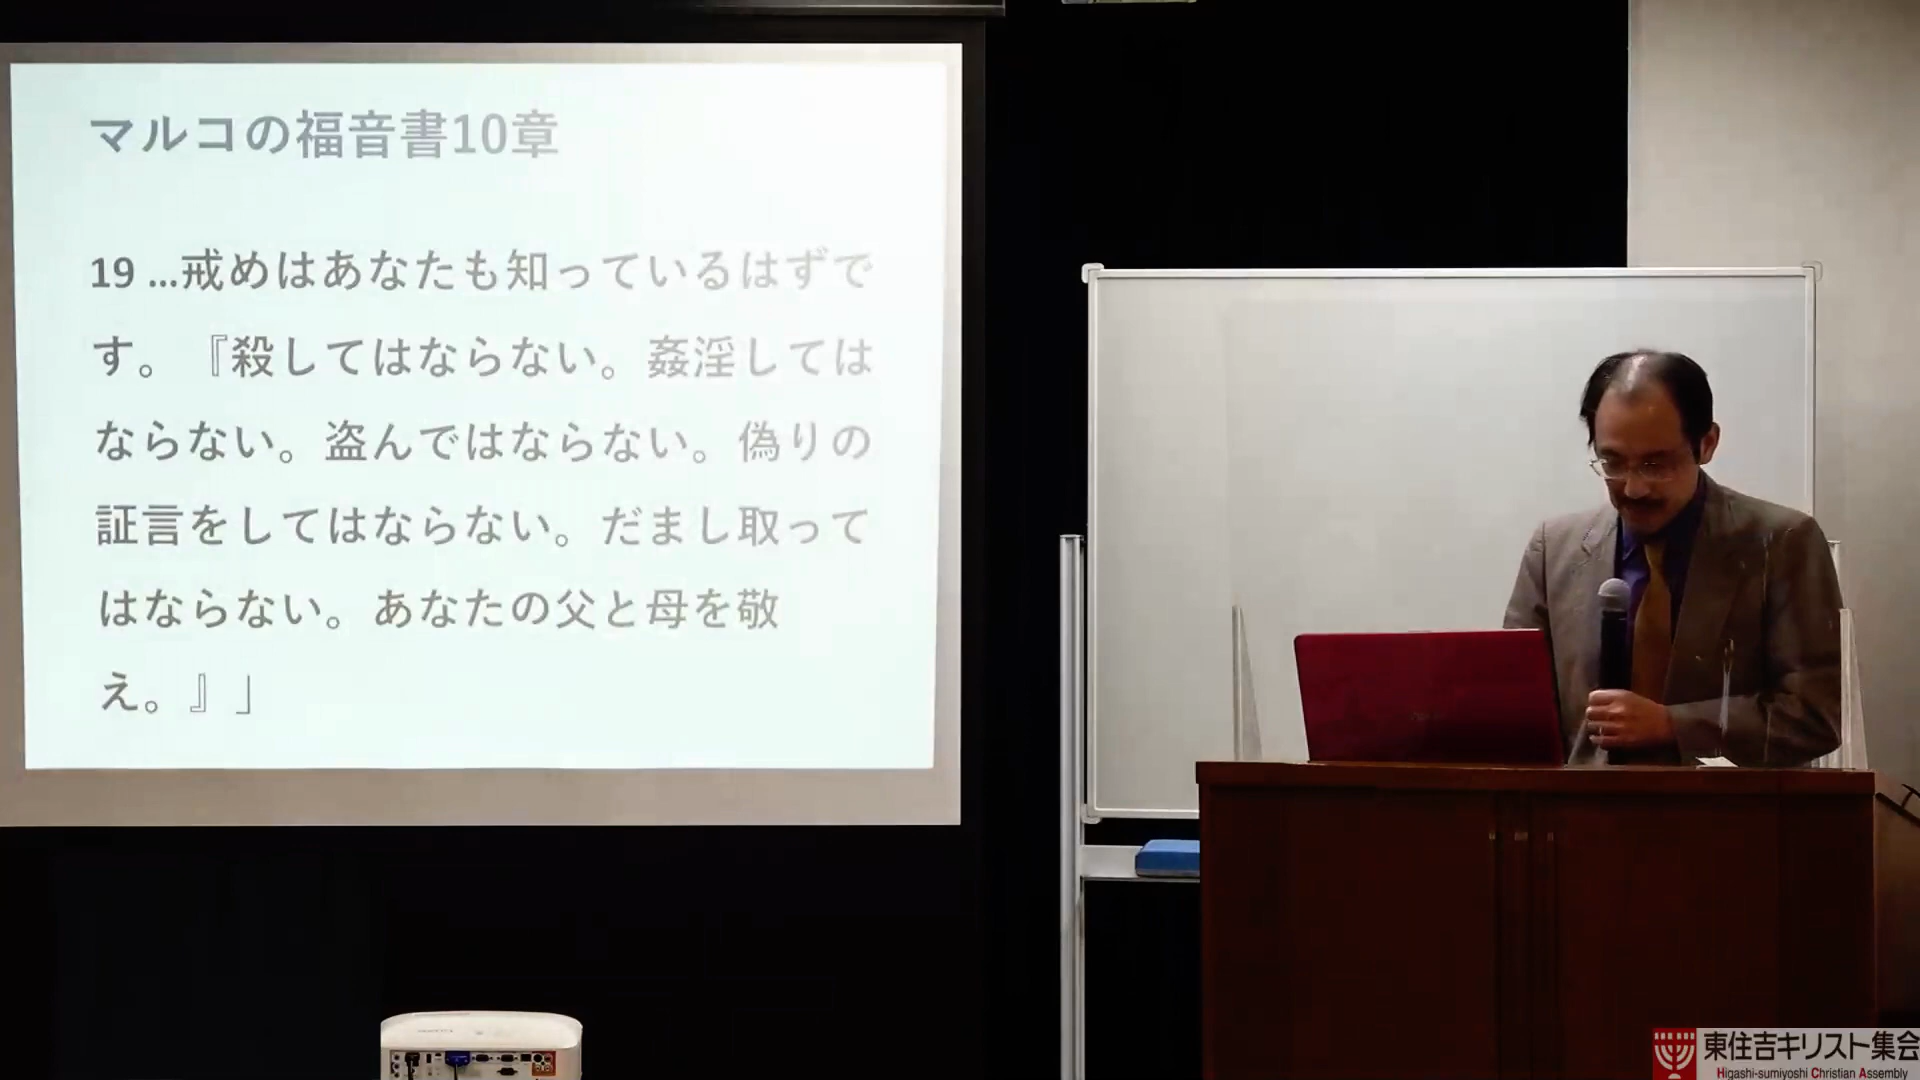 マルコの福音書10章
19 ...戒めはあなたも知っているはずで
す。『殺してはならない。姦淫しては
ならない。盗んではならない。偽りの
証言をしてはならない。だまし取って
はならない。あなたの父と母を敬
え。』」
東住吉キリスト集会
Higashi-sumiyoshi Christian Assembly